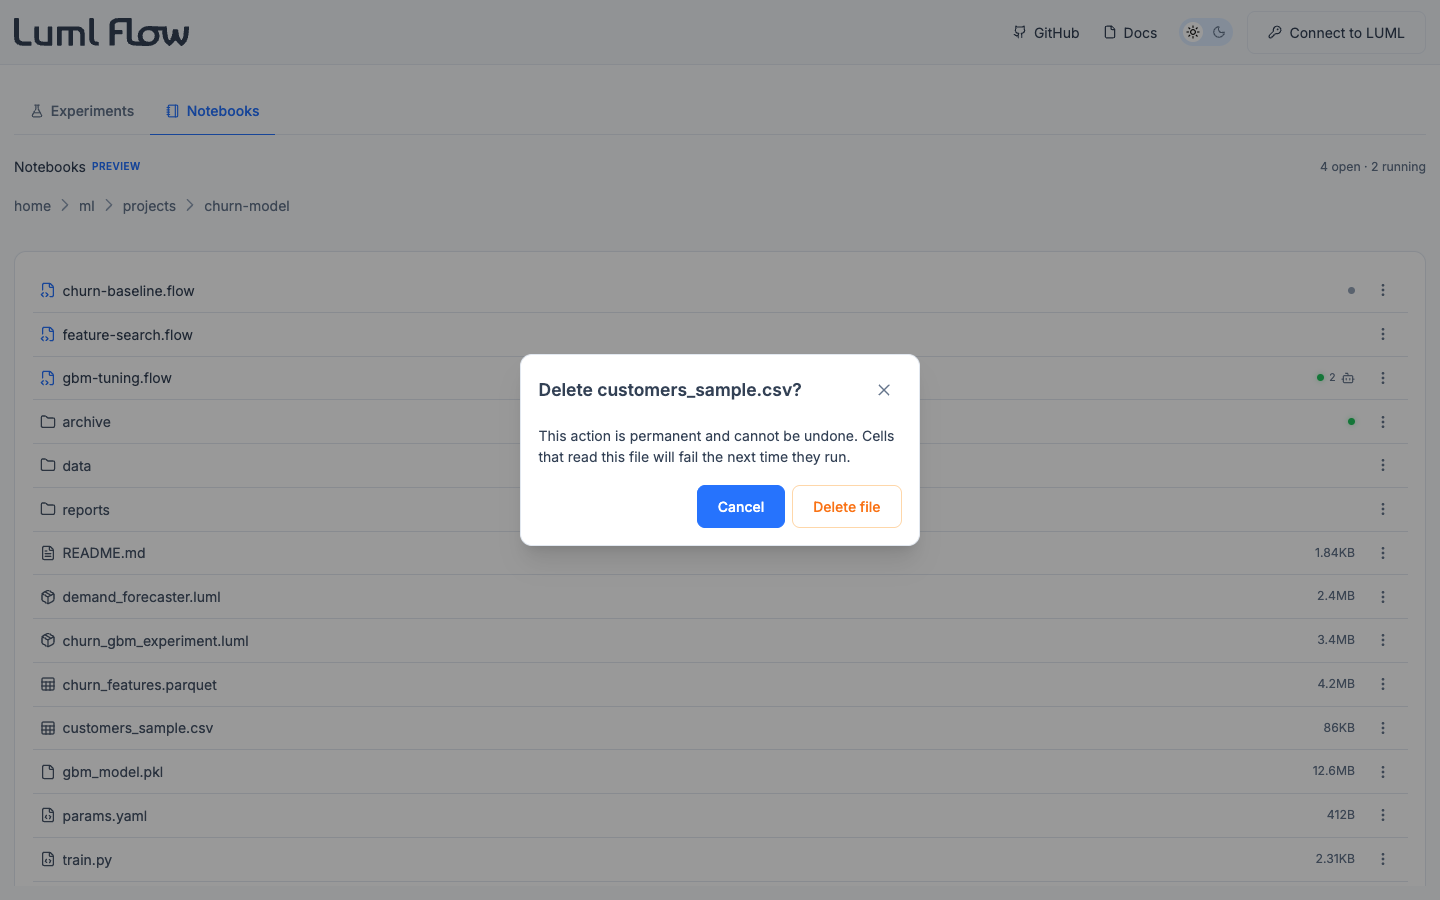 Luml Flow
GitHub
Docs
Connect to LUML
Experiments
Notebooks
Notebooks PREVIEW
4 open · 2 running
home
ml
projects
churn-model
churn-baseline.flow
feature-search.flow
gbm-tuning.flow
2
archive
data
reports
README.md
1.84KB
demand_forecaster.luml
2.4MB
churn_gbm_experiment.luml
3.4MB
churn_features.parquet
4.2MB
customers_sample.csv
86KB
gbm_model.pkl
12.6MB
params.yaml
412B
train.py
2.31KB
Delete customers_sample.csv?
This action is permanent and cannot be undone. Cells
that read this file will fail the next time they run.
Cancel
Delete file